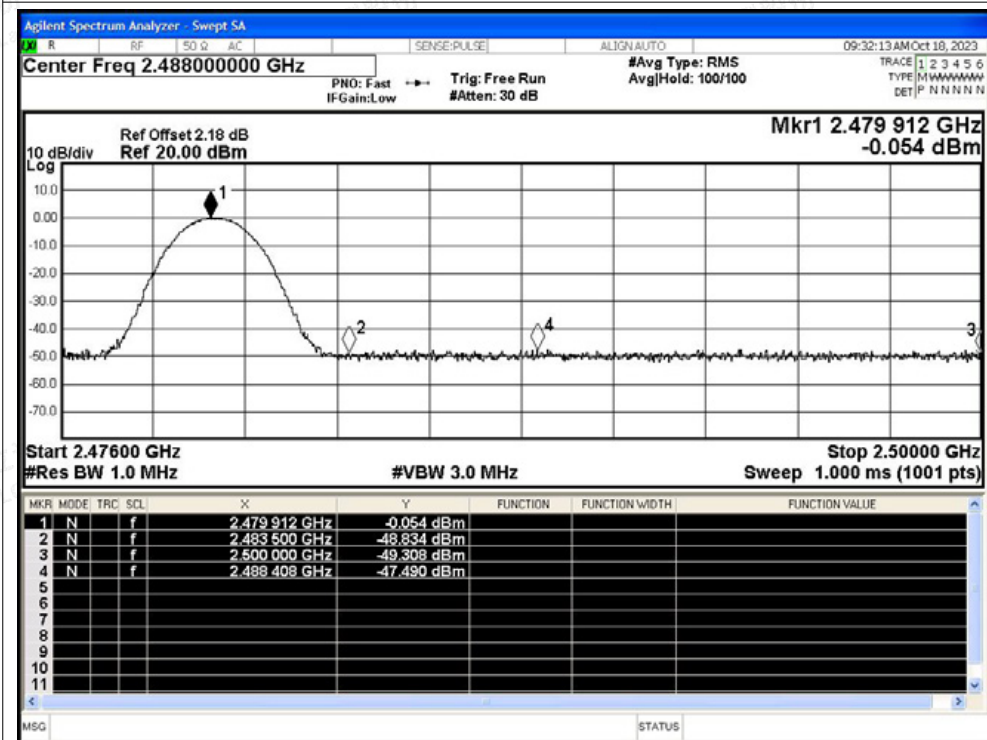 Agilent Spectrum Analyzer - Swept SA
LXI R RF 50 Ω AC SENSE:PULSE ALIGN AUTO 09:32:13 AM Oct 18, 2023
Center Freq 2.488000000 GHz
PNO: Fast
IFGain:Low
Trig: Free Run
#Atten: 30 dB
#Avg Type: RMS
Avg|Hold: 100/100
TRACE 1 2 3 4 5 6
TYPE M W W W W W
DET P N N N N N
Mkr1 2.479 912 GHz
-0.054 dBm
Ref Offset 2.18 dB
10 dB/div Ref 20.00 dBm
Log
10.0
0.00
-10.0
-20.0
-30.0
-40.0
-50.0
-60.0
-70.0
1
2
4
3
Start 2.47600 GHz Stop 2.50000 GHz
#Res BW 1.0 MHz #VBW 3.0 MHz Sweep 1.000 ms (1001 pts)
MKR MODE TRC SCL X Y FUNCTION FUNCTION WIDTH FUNCTION VALUE
1 N f 2.479 912 GHz -0.054 dBm
2 N f 2.483 500 GHz -48.834 dBm
3 N f 2.500 000 GHz -49.308 dBm
4 N f 2.488 408 GHz -47.490 dBm
5
6
7
8
9
10
11
MSG STATUS